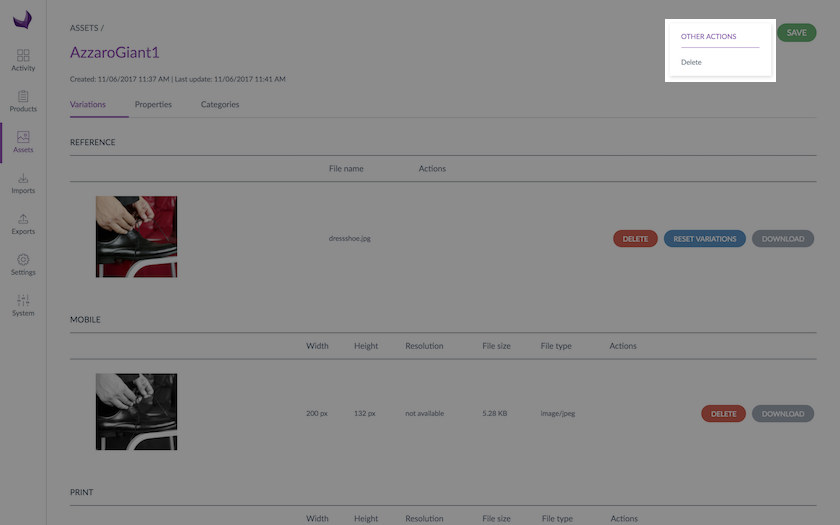 ASSETS /
OTHER ACTIONS
SAVE
AzzaroGiant1
Delete
Activity
Created: 11/06/2017 11:37 AM | Last update: 11/06/2017 11:41 AM
Products
Variations Properties Categories
Assets
REFERENCE
File name Actions
Imports
Exports
dressshoe.jpg DELETE RESET VARIATIONS DOWNLOAD
Settings
System
MOBILE
Width Height Resolution File size File type Actions
200 px 132 px not available 5.28 KB image/jpeg DELETE DOWNLOAD
PRINT
Width Height Resolution File size File type Actions